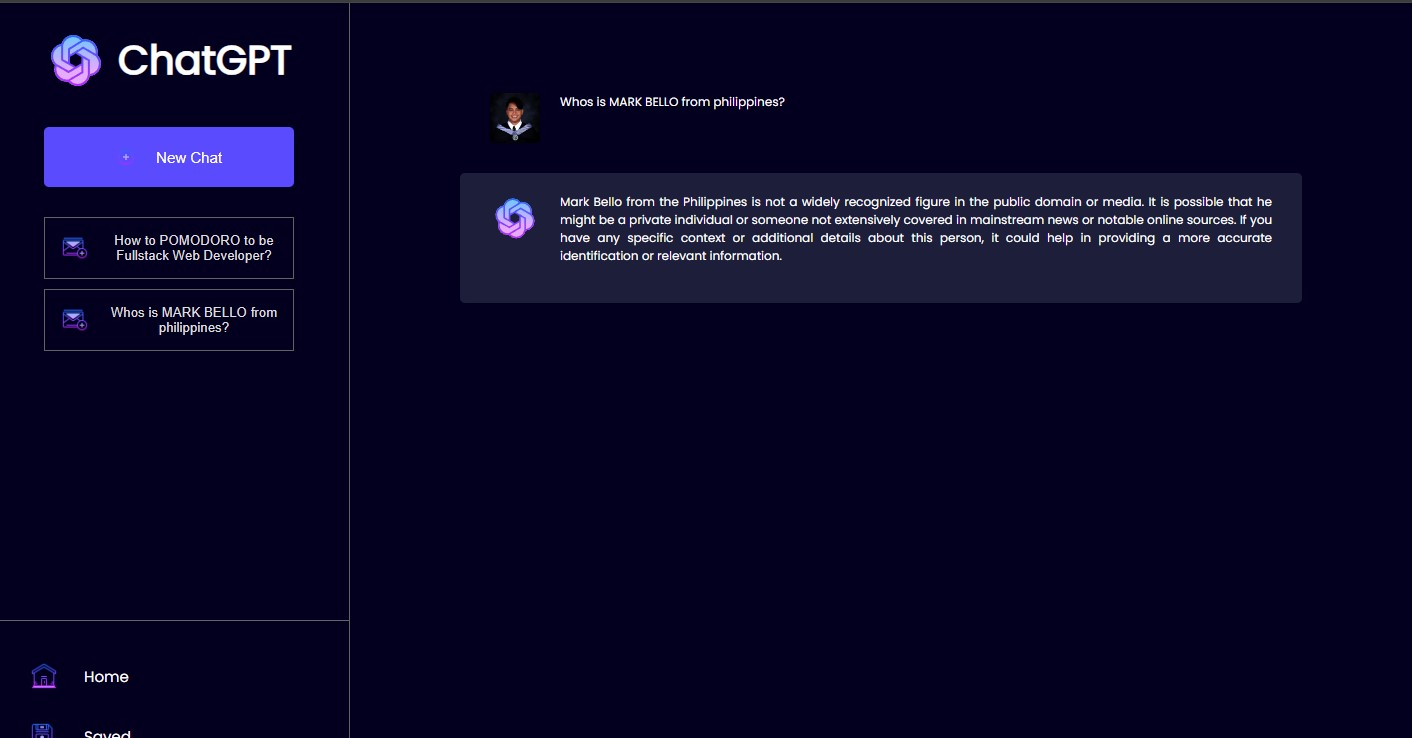 ChatGPT
+ New Chat
How to POMODORO to be
Fullstack Web Developer?
Whos is MARK BELLO from
philippines?
Home
Saved
Whos is MARK BELLO from philippines?
Mark Bello from the Philippines is not a widely recognized figure in the public domain or media. It is possible that he
might be a private individual or someone not extensively covered in mainstream news or notable online sources. If you
have any specific context or additional details about this person, it could help in providing a more accurate
identification or relevant information.